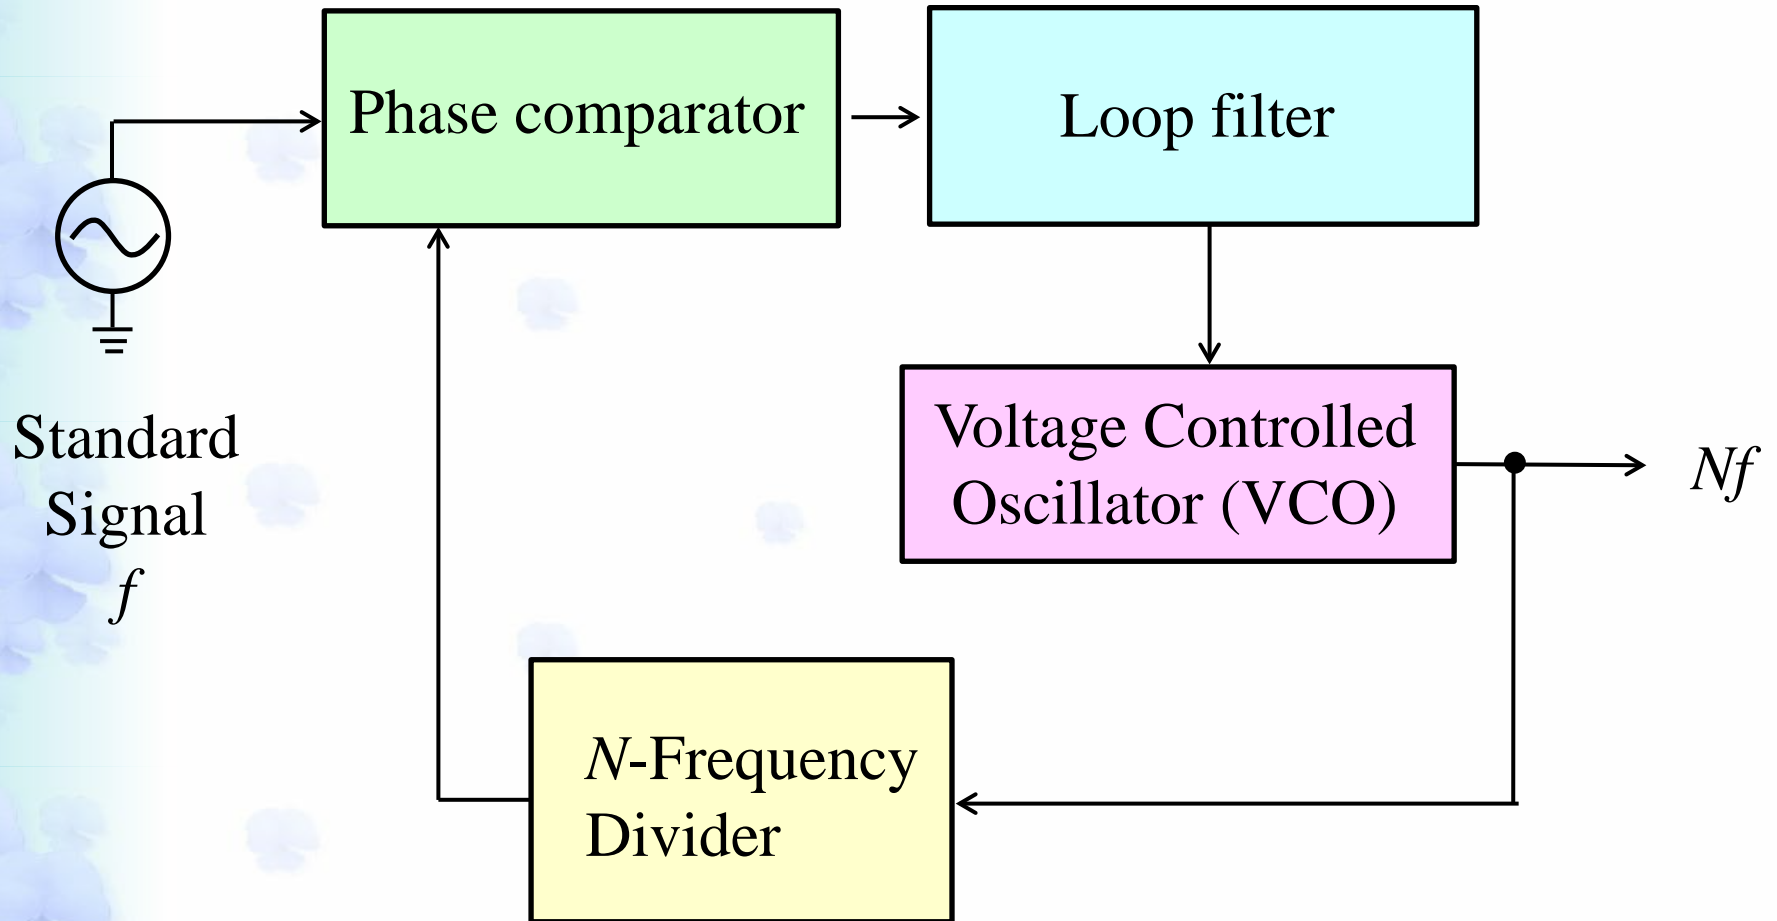 Phase comparator
Loop filter
Standard
Signal
f
Voltage Controlled
Oscillator (VCO)
Nf
N-Frequency
Divider